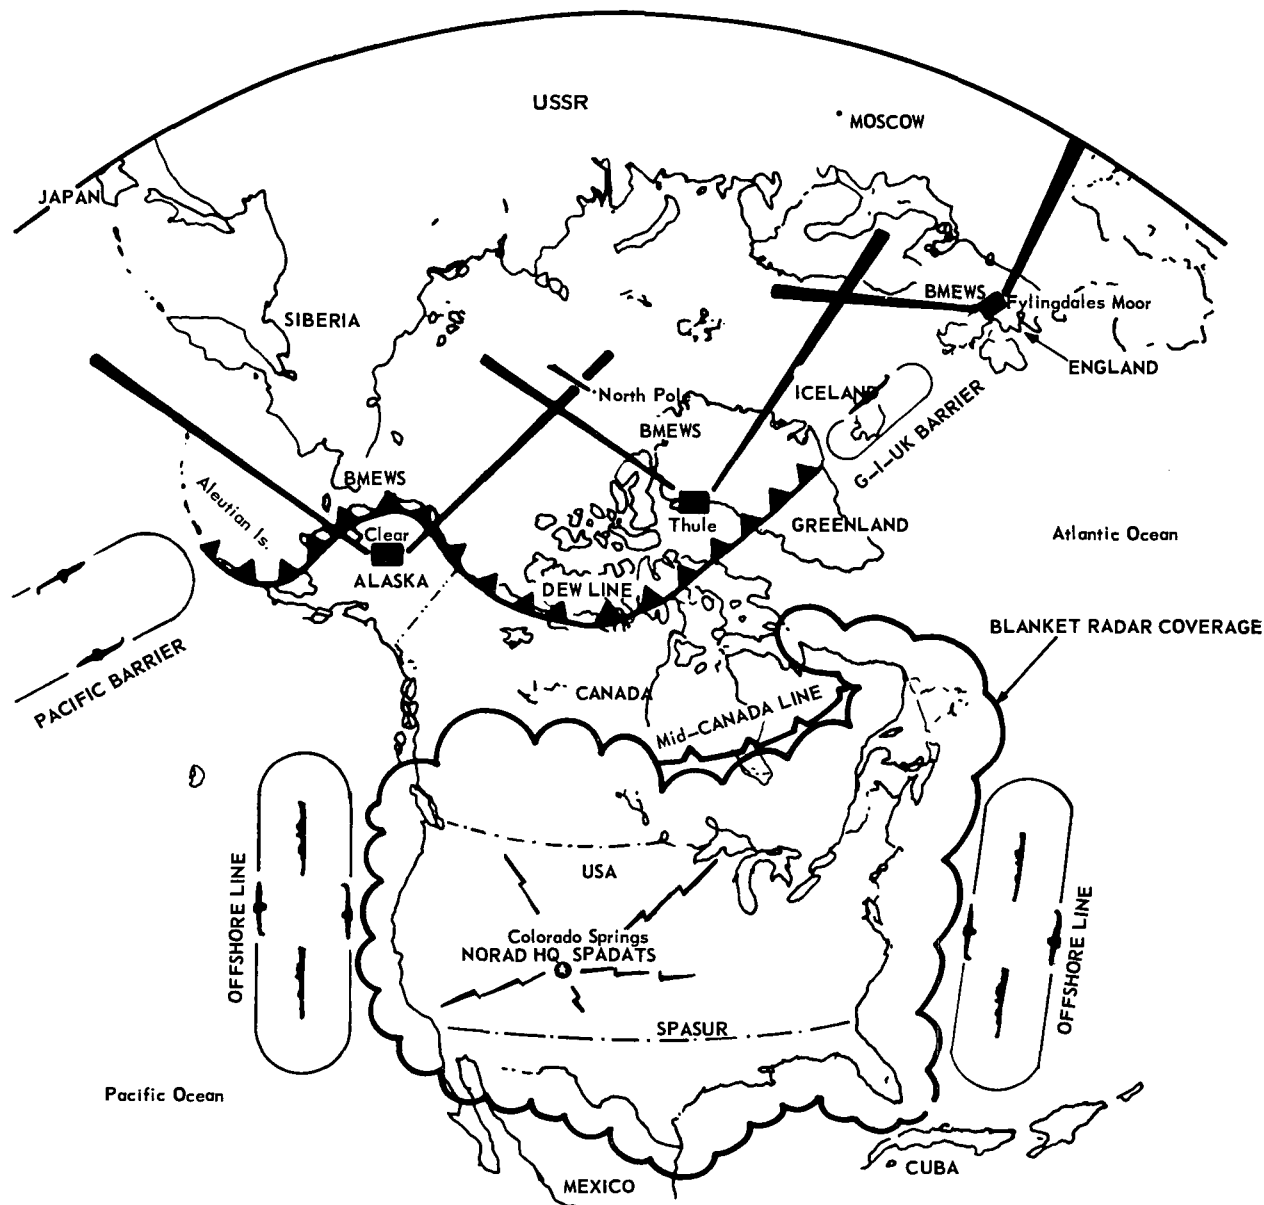 USSR
MOSCOW
JAPAN
SIBERIA
BMEWS
Fylingdales Moor
ENGLAND
ICELAND
North Pole
BMEWS
G-I-UK BARRIER
BMEWS
Aleutian Is.
Clear
ALASKA
Thule
GREENLAND
Atlantic Ocean
DEW LINE
BLANKET RADAR COVERAGE
PACIFIC BARRIER
CANADA
Mid-CANADA LINE
USA
OFFSHORE LINE
OFFSHORE LINE
Colorado Springs
NORAD HQ SPADATS
SPASUR
Pacific Ocean
CUBA
MEXICO